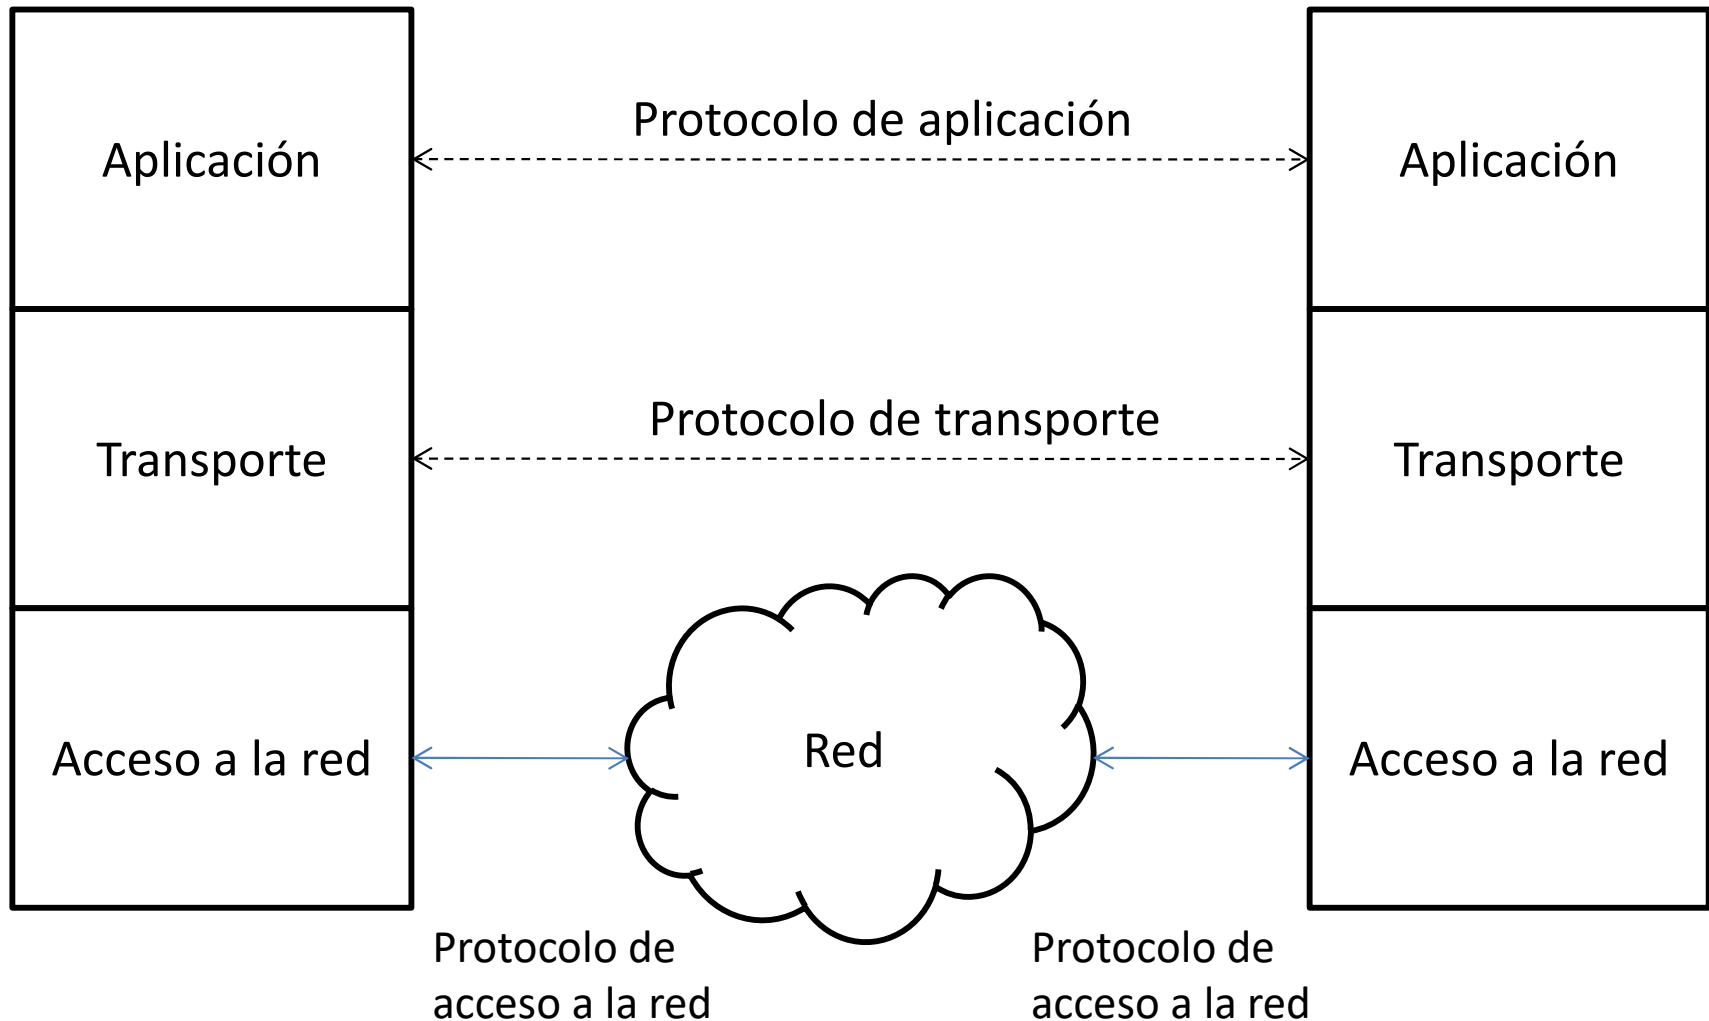 Protocolo de aplicación
Aplicación
Aplicación
Protocolo de transporte
Transporte
Transporte
Red
Acceso a la red
Acceso a la red
Protocolo de
acceso a la red
Protocolo de
acceso a la red